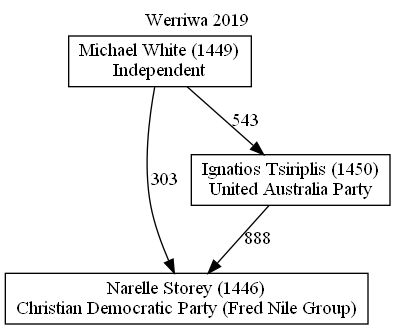 Werriwa 2019
Michael White (1449)
Independent
543
303
Ignatios Tsiriplis (1450)
United Australia Party
888
Narelle Storey (1446)
Christian Democratic Party (Fred Nile Group)